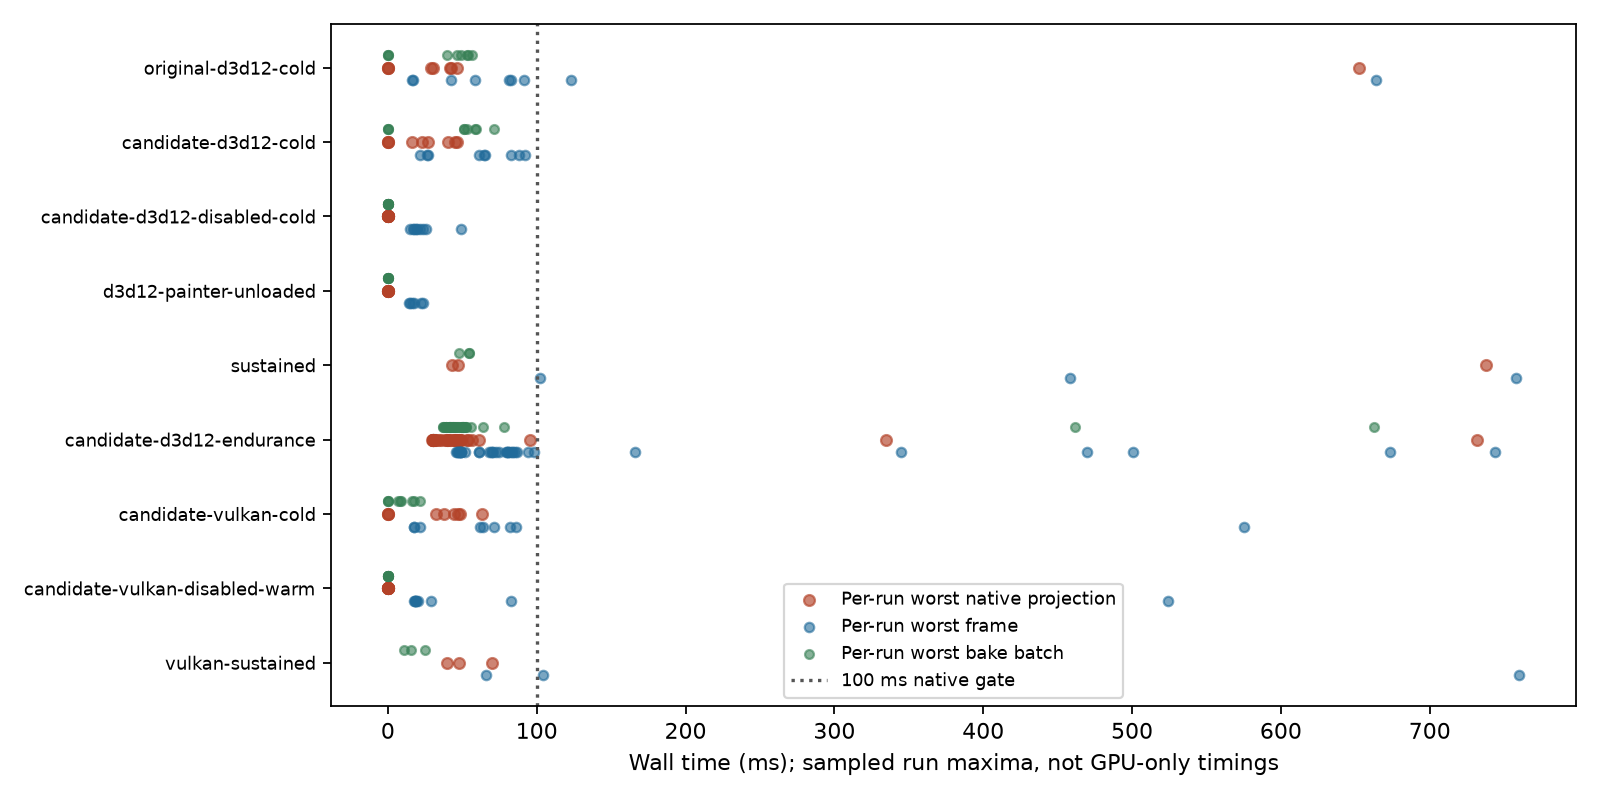 original-d3d12-cold
candidate-d3d12-cold
candidate-d3d12-disabled-cold
d3d12-painter-unloaded
sustained
candidate-d3d12-endurance
candidate-vulkan-cold
candidate-vulkan-disabled-warm
vulkan-sustained
Per-run worst native projection
Per-run worst frame
Per-run worst bake batch
100 ms native gate
0 100 200 300 400 500 600 700
Wall time (ms); sampled run maxima, not GPU-only timings